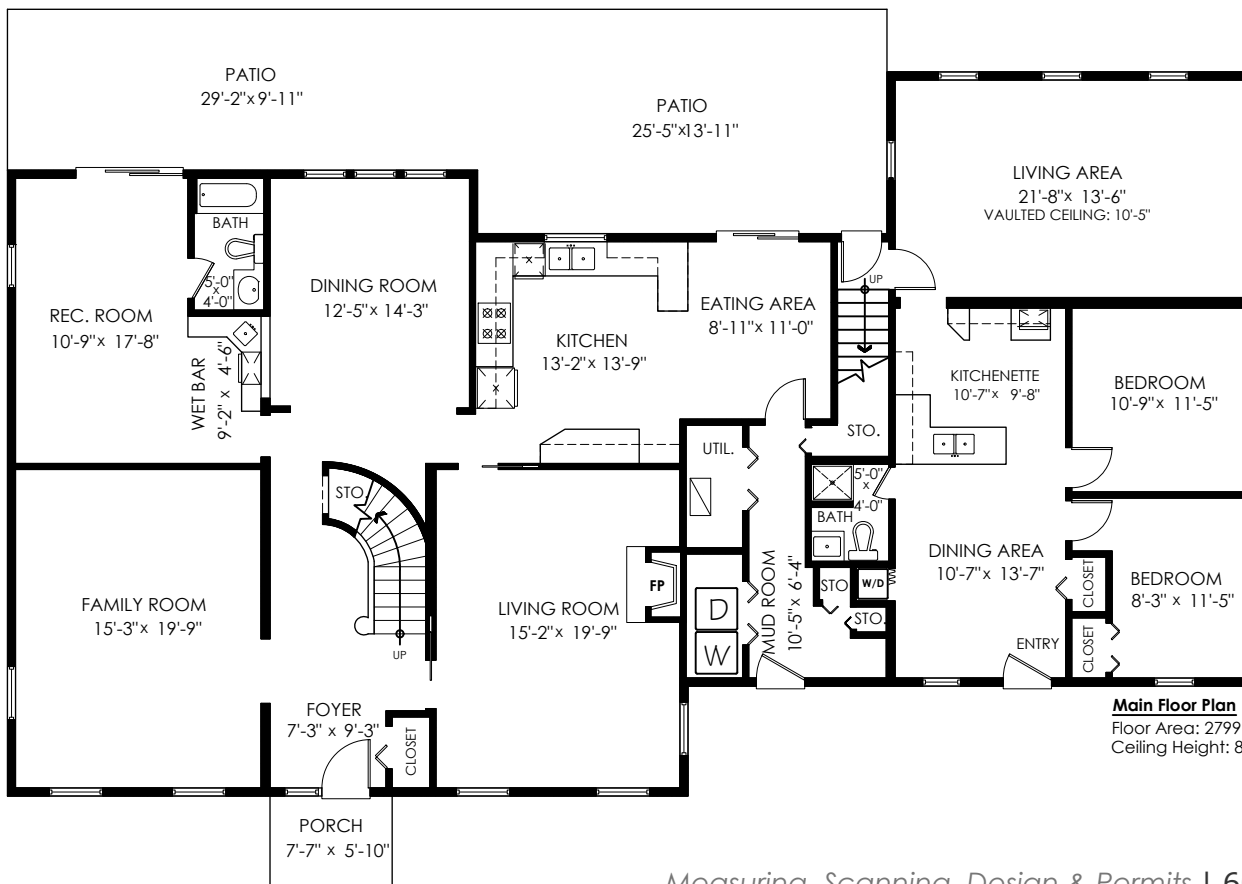 PATIO
29'-2"x 9'-11"
PATIO
25'-5"x13'-11"
LIVING AREA
21'-8"x 13'-6"
VAULTED CEILING: 10'-5"
BATH
5'-0"
x
4'-0"
REC. ROOM
10'-9"x 17'-8"
WET BAR
9'-2" x 4'-6"
DINING ROOM
12'-5"x 14'-3"
KITCHEN
13'-2"x 13'-9"
EATING AREA
8'-11"x 11'-0"
UP
KITCHENETTE
10'-7"x 9'-8"
BEDROOM
10'-9"x 11'-5"
STO.
UTIL.
STO.
5'-0"
x
4'-0"
BATH
DINING AREA
10'-7"x 13'-7"
FAMILY ROOM
15'-3"x 19'-9"
UP
LIVING ROOM
15'-2"x 19'-9"
FP
D
W
MUD ROOM
10'-5"x 6'-4"
STO
W/D
STO.
CLOSET
BEDROOM
8'-3" x 11'-5"
CLOSET
ENTRY
FOYER
7'-3" x 9'-3"
CLOSET
PORCH
7'-7" x 5'-10"
Main Floor Plan
Floor Area: 2799
Ceiling Height: 8
Measuring, Scanning, Design & Permits | 6